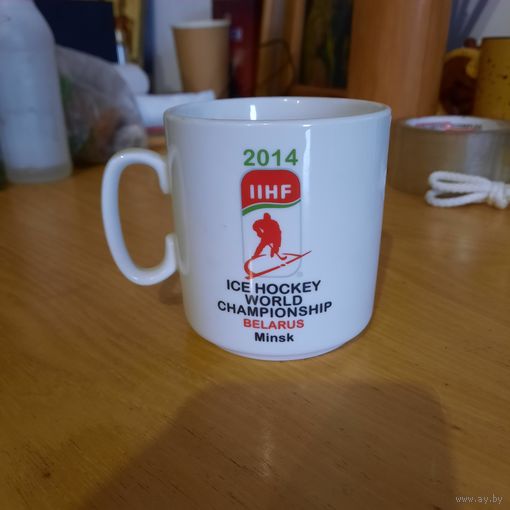 2014
IIHF
ICE HOCKEY
WORLD
CHAMPIONSHIP
BELARUS
Minsk
www.ay.by